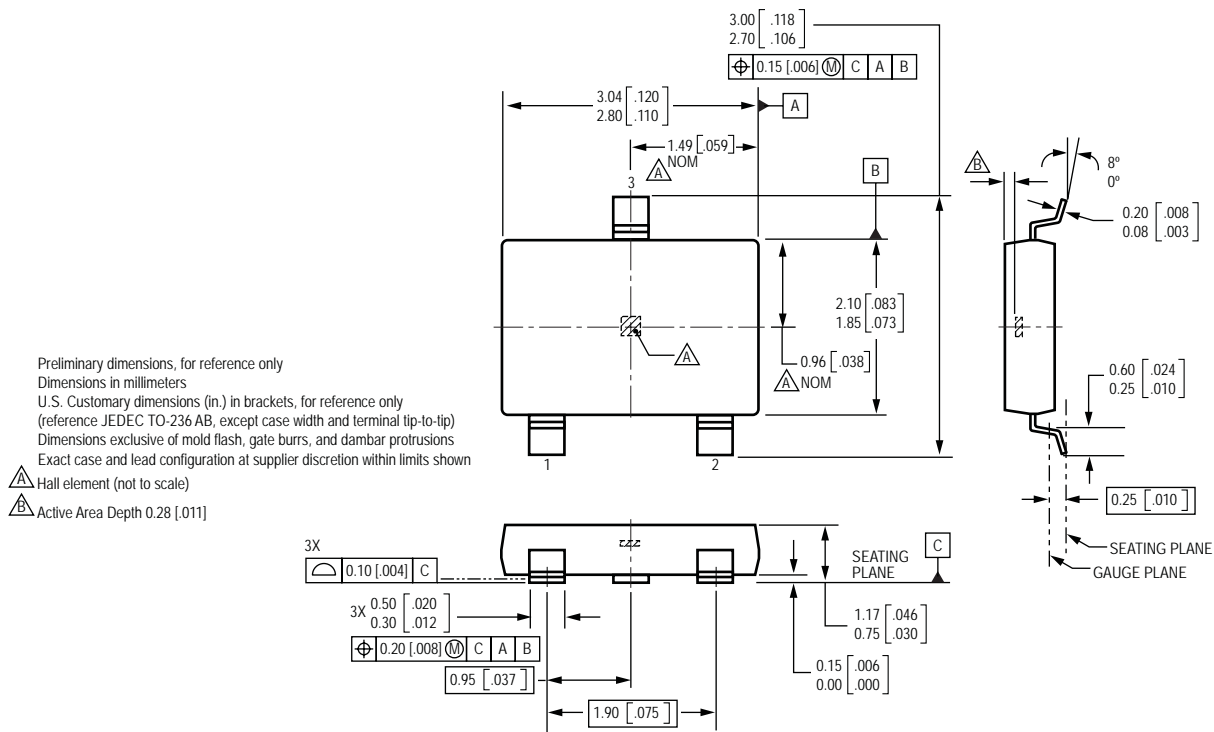 3.00 [ .118
2.70 [ .106 ]
⌖ 0.15 [.006] Ⓜ C A B
3.04 [ .120
2.80 [ .110 ]
A
1.49 [.059]
NOM
A
3
B
B
8º
0º
0.20 [ .008
0.08 [ .003 ]
2.10 [ .083
1.85 [ .073 ]
0.96 [.038]
A NOM
A
0.60 [ .024
0.25 [ .010 ]
Preliminary dimensions, for reference only
Dimensions in millimeters
U.S. Customary dimensions (in.) in brackets, for reference only
(reference JEDEC TO-236 AB, except case width and terminal tip-to-tip)
Dimensions exclusive of mold flash, gate burrs, and dambar protrusions
Exact case and lead configuration at supplier discretion within limits shown
A Hall element (not to scale)
B Active Area Depth 0.28 [.011]
1 2
0.25 [.010]
SEATING PLANE
GAUGE PLANE
3X
⌓ 0.10 [.004] C
SEATING
PLANE
C
3X 0.50 [ .020
0.30 [ .012 ]
⌖ 0.20 [.008] Ⓜ C A B
1.17 [ .046
0.75 [ .030 ]
0.15 [ .006
0.00 [ .000 ]
0.95 [.037]
1.90 [.075]